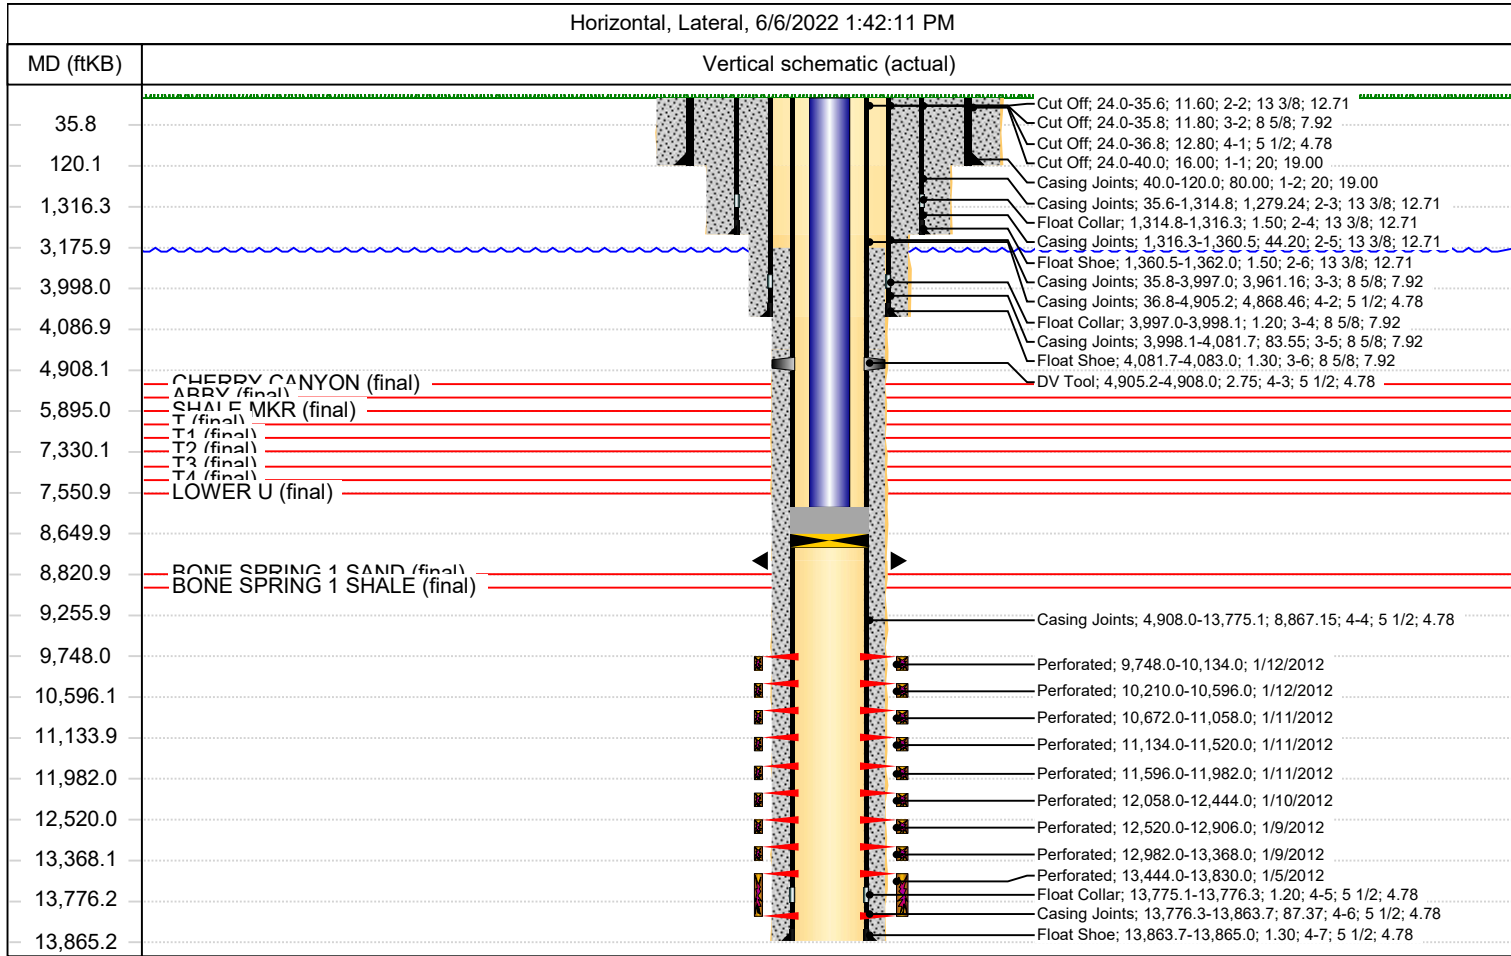 Horizontal, Lateral, 6/6/2022 1:42:11 PM
MD (ftKB)
Vertical schematic (actual)
35.8
120.1
1,316.3
3,175.9
3,998.0
4,086.9
4,908.1
5,895.0
7,330.1
7,550.9
8,649.9
8,820.9
9,255.9
9,748.0
10,596.1
11,133.9
11,982.0
12,520.0
13,368.1
13,776.2
13,865.2
CHERRY CANYON (final)
ABBY (final)
SHALE MKR (final)
T (final)
T1 (final)
T2 (final)
T3 (final)
T4 (final)
LOWER U (final)
BONE SPRING 1 SAND (final)
BONE SPRING 1 SHALE (final)
Cut Off; 24.0-35.6; 11.60; 2-2; 13 3/8; 12.71
Cut Off; 24.0-35.8; 11.80; 3-2; 8 5/8; 7.92
Cut Off; 24.0-36.8; 12.80; 4-1; 5 1/2; 4.78
Cut Off; 24.0-40.0; 16.00; 1-1; 20; 19.00
Casing Joints; 40.0-120.0; 80.00; 1-2; 20; 19.00
Casing Joints; 35.6-1,314.8; 1,279.24; 2-3; 13 3/8; 12.71
Float Collar; 1,314.8-1,316.3; 1.50; 2-4; 13 3/8; 12.71
Casing Joints; 1,316.3-1,360.5; 44.20; 2-5; 13 3/8; 12.71
Float Shoe; 1,360.5-1,362.0; 1.50; 2-6; 13 3/8; 12.71
Casing Joints; 35.8-3,997.0; 3,961.16; 3-3; 8 5/8; 7.92
Casing Joints; 36.8-4,905.2; 4,868.46; 4-2; 5 1/2; 4.78
Float Collar; 3,997.0-3,998.1; 1.20; 3-4; 8 5/8; 7.92
Casing Joints; 3,998.1-4,081.7; 83.55; 3-5; 8 5/8; 7.92
Float Shoe; 4,081.7-4,083.0; 1.30; 3-6; 8 5/8; 7.92
DV Tool; 4,905.2-4,908.0; 2.75; 4-3; 5 1/2; 4.78
Casing Joints; 4,908.0-13,775.1; 8,867.15; 4-4; 5 1/2; 4.78
Perforated; 9,748.0-10,134.0; 1/12/2012
Perforated; 10,210.0-10,596.0; 1/12/2012
Perforated; 10,672.0-11,058.0; 1/11/2012
Perforated; 11,134.0-11,520.0; 1/11/2012
Perforated; 11,596.0-11,982.0; 1/11/2012
Perforated; 12,058.0-12,444.0; 1/10/2012
Perforated; 12,520.0-12,906.0; 1/9/2012
Perforated; 12,982.0-13,368.0; 1/9/2012
Perforated; 13,444.0-13,830.0; 1/5/2012
Float Collar; 13,775.1-13,776.3; 1.20; 4-5; 5 1/2; 4.78
Casing Joints; 13,776.3-13,863.7; 87.37; 4-6; 5 1/2; 4.78
Float Shoe; 13,863.7-13,865.0; 1.30; 4-7; 5 1/2; 4.78